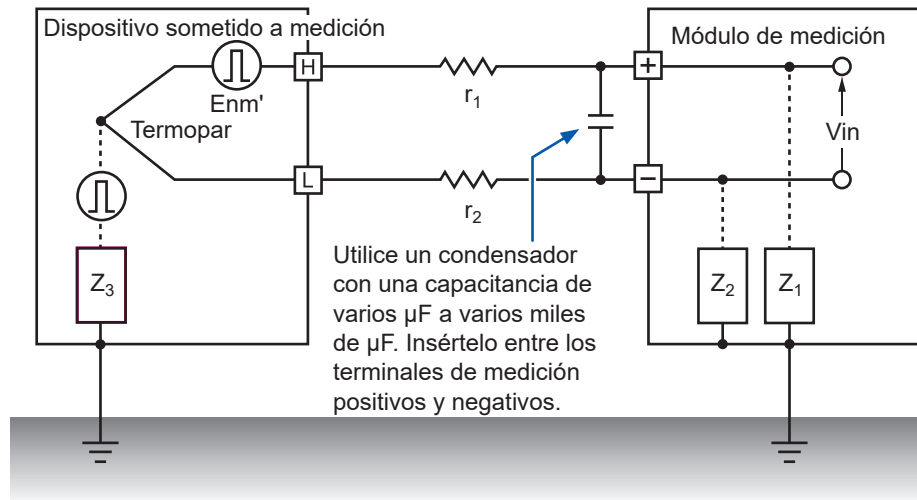 Dispositivo sometido a medición
Módulo de medición
H
+
Enm'
r₁
Termopar
Vin
L
−
r₂
Utilice un condensador
con una capacitancia de
varios µF a varios miles
de µF. Insértelo entre los
terminales de medición
positivos y negativos.
Z₃
Z₂
Z₁